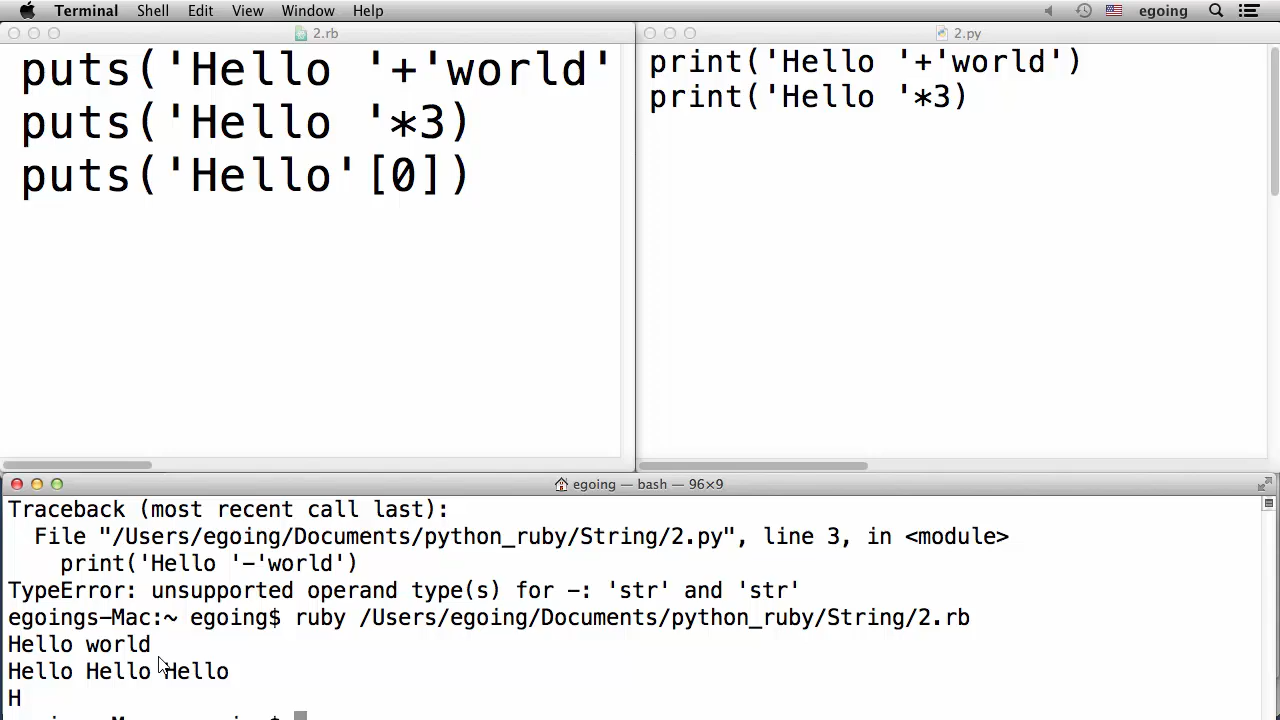 Terminal Shell Edit View Window Help egoing
2.rb
puts('Hello '+'world'
puts('Hello '*3)
puts('Hello'[0])
2.py
print('Hello '+'world')
print('Hello '*3)
egoing — bash — 96×9
Traceback (most recent call last):
File "/Users/egoing/Documents/python_ruby/String/2.py", line 3, in <module>
print('Hello '-'world')
TypeError: unsupported operand type(s) for -: 'str' and 'str'
egoings-Mac:~ egoing$ ruby /Users/egoing/Documents/python_ruby/String/2.rb
Hello world
Hello Hello Hello
H